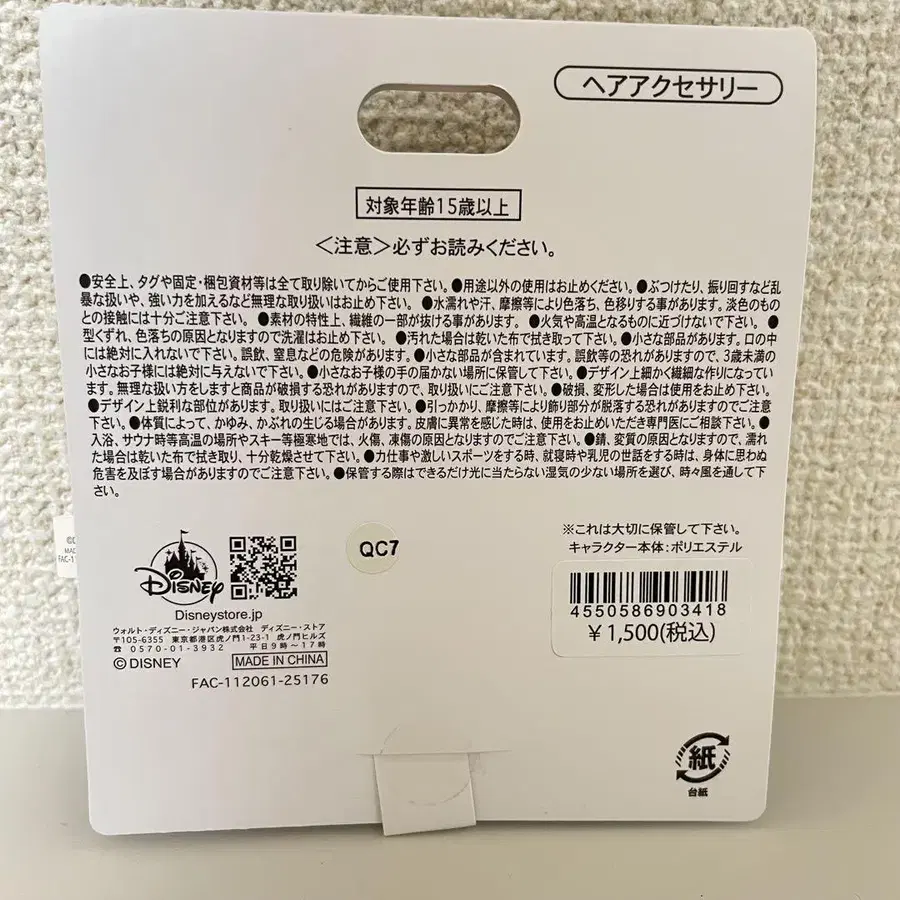 ヘアアクセサリー
対象年齢15歳以上
＜注意＞必ずお読みください。
●安全上、タグや固定・梱包資材等は全て取り除いてからご使用下さい。●用途以外の使用はお止めください。●ぶつけたり、振り回すなど乱
暴な扱いや、強い力を加えるなど無理な取り扱いはお止め下さい。●水濡れや汗、摩擦等により色落ち、色移りする事があります。淡色のもの
との接触には十分ご注意下さい。●素材の特性上、繊維の一部が抜ける事があります。●火気や高温となるものに近づけないで下さい。●
型くずれ、色落ちの原因となりますので洗濯はお止め下さい。●汚れた場合は乾いた布で拭き取って下さい。●小さな部品があります。口の中
には絶対に入れないで下さい。誤飲、窒息などの危険があります。●小さな部品が含まれています。誤飲等の恐れがありますので、3歳未満の
小さなお子様には絶対に与えないで下さい。●小さなお子様の手の届かない場所に保管して下さい。●デザイン上細かく繊細な作りになってい
ます。無理な扱い方をしますと商品が破損する恐れがありますので、取り扱いにご注意下さい。●破損、変形した場合は使用をお止め下さい。
●デザイン上鋭利な部位があります。取り扱いにはご注意下さい。●引っかかり、摩擦等により飾り部分が脱落する恐れがありますのでご注意
下さい。●体質によって、かゆみ、かぶれの生じる場合があります。皮膚に異常を感じた時は、使用をお止めいただき専門医にご相談下さい。●
入浴、サウナ時等高温の場所やスキー等極寒地では、火傷、凍傷の原因となりますのでご注意下さい。●錆、変質の原因となりますので、濡れ
た場合は乾いた布で拭き取り、十分乾燥させて下さい。●力仕事や激しいスポーツをする時、就寝時や乳児の世話をする時は、身体に思わぬ
危害を及ぼす場合がありますのでご注意下さい。●保管する際はできるだけ光に当たらない湿気の少ない場所を選び、時々風を通して下
さい。
Disney
Disneystore.jp
ウォルト・ディズニー・ジャパン株式会社 ディズニー・ストア
〒105-6355 東京都港区虎ノ門1-23-1 虎ノ門ヒルズ
☎0570-01-3932 平日9時〜17時
©DISNEY MADE IN CHINA
FAC-112061-25176
QC7
※これは大切に保管して下さい。
キャラクター本体：ポリエステル
4550586903418
￥1,500(税込)
紙
台紙